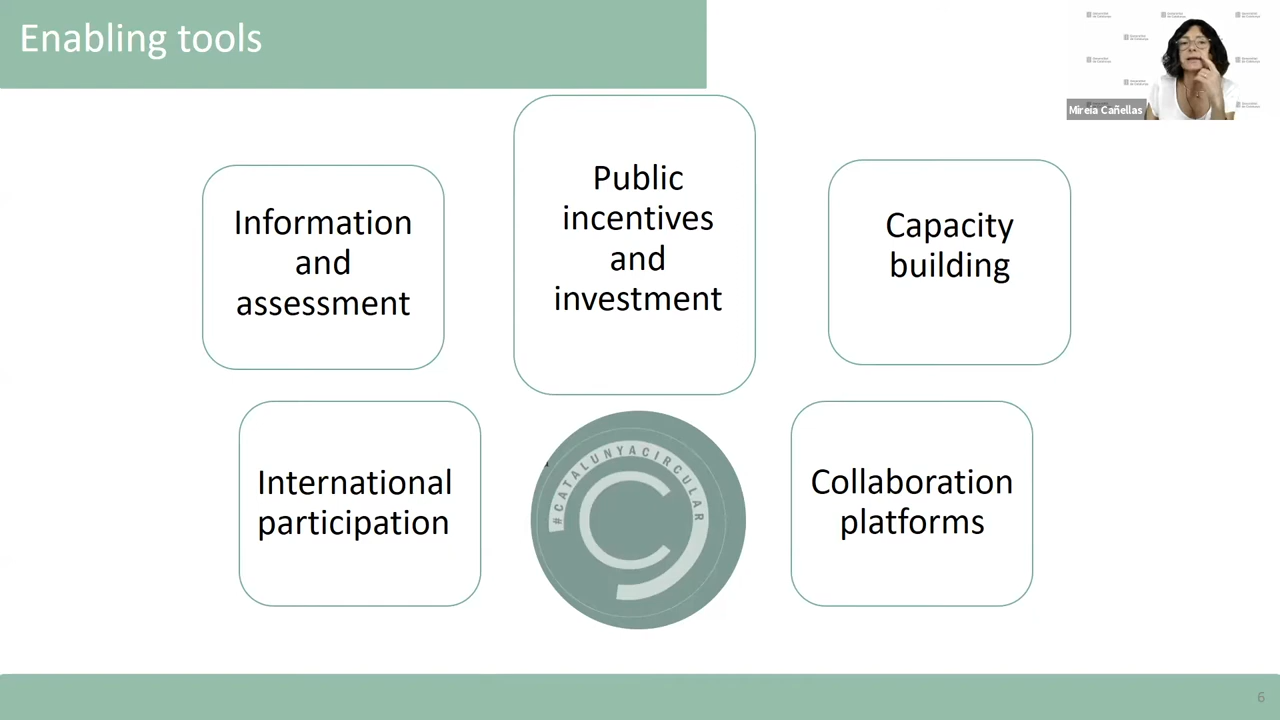 Enabling tools
Mireia Cañellas
Public
incentives
and
investment
Information
and
assessment
Capacity
building
International
participation
#CATALUNYACIRCULAR
Collaboration
platforms
6